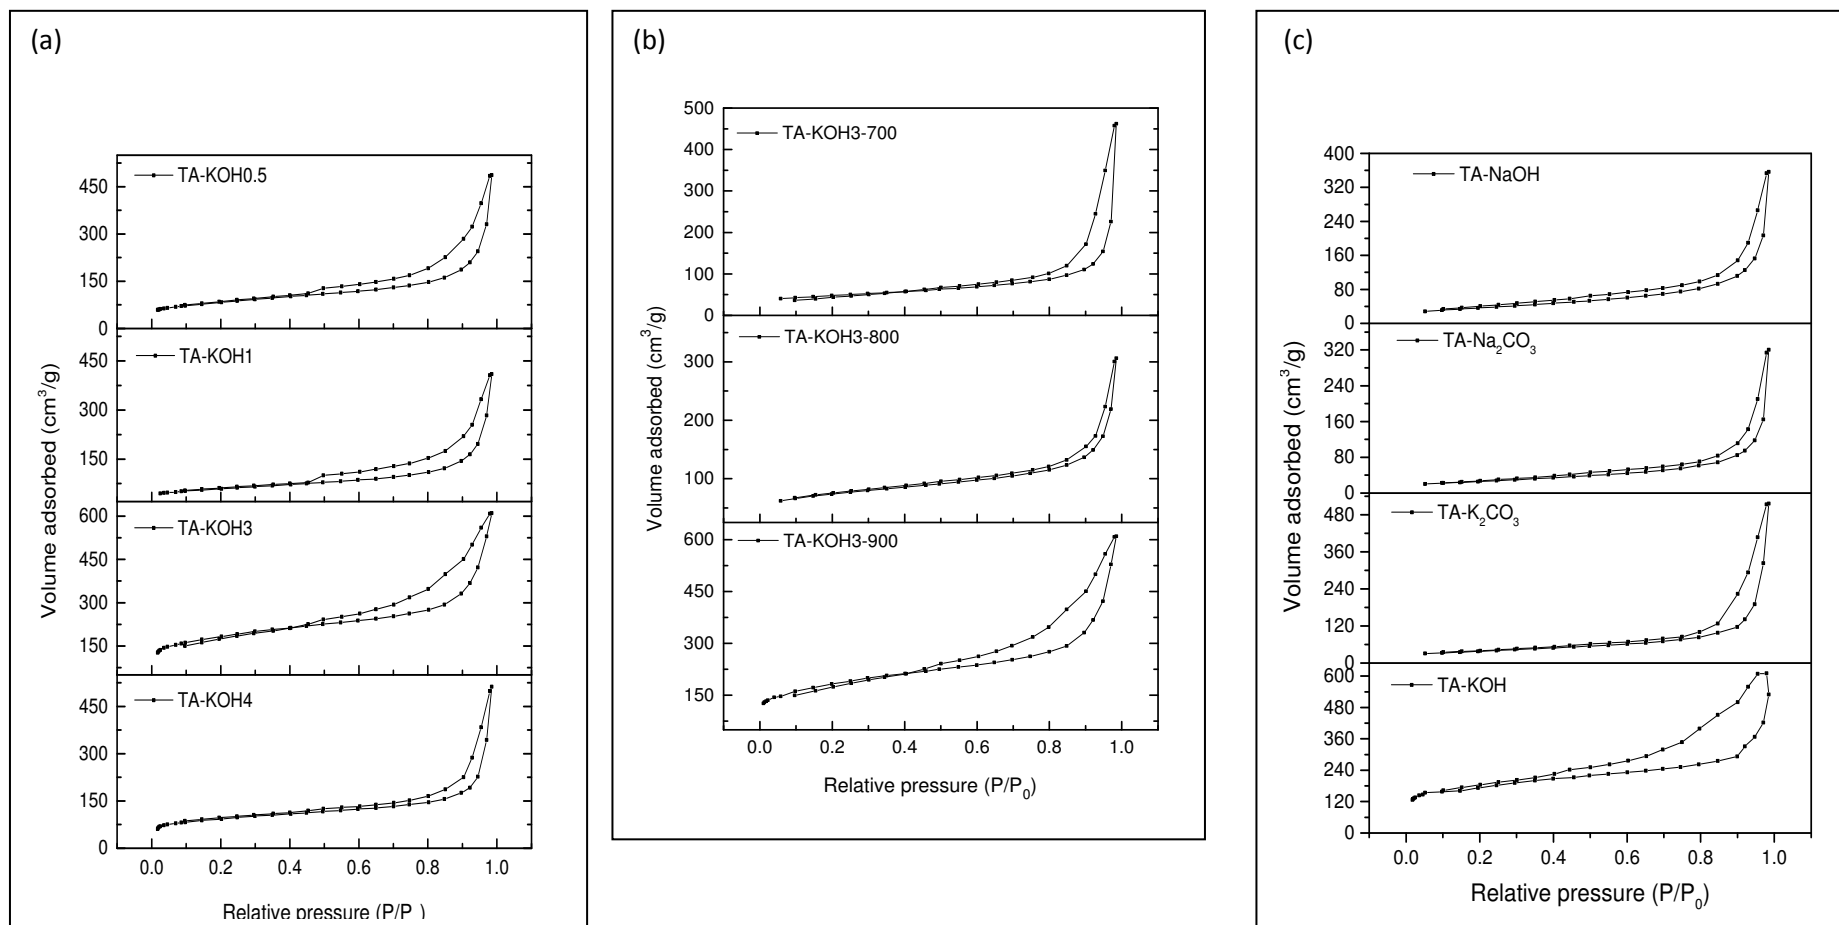 (a)
450
300
150
0
TA-KOH0.5
450
300
150
TA-KOH1
600
450
300
150
TA-KOH3
450
300
150
0
TA-KOH4
0.0 0.2 0.4 0.6 0.8 1.0
Volume adsorbed (cm³/g)
Relative pressure (P/P
(b)
500
400
300
200
100
0
TA-KOH3-700
300
200
100
TA-KOH3-800
600
450
300
150
TA-KOH3-900
0.0 0.2 0.4 0.6 0.8 1.0
Volume adsorbed (cm³/g)
Relative pressure (P/P₀)
(c)
400
320
240
160
80
0
TA-NaOH
320
240
160
80
0
TA-Na₂CO₃
480
360
240
120
0
TA-K₂CO₃
600
480
360
240
120
0
TA-KOH
0.0 0.2 0.4 0.6 0.8 1.0
Volume adsorbed (cm³/g)
Relative pressure (P/P₀)